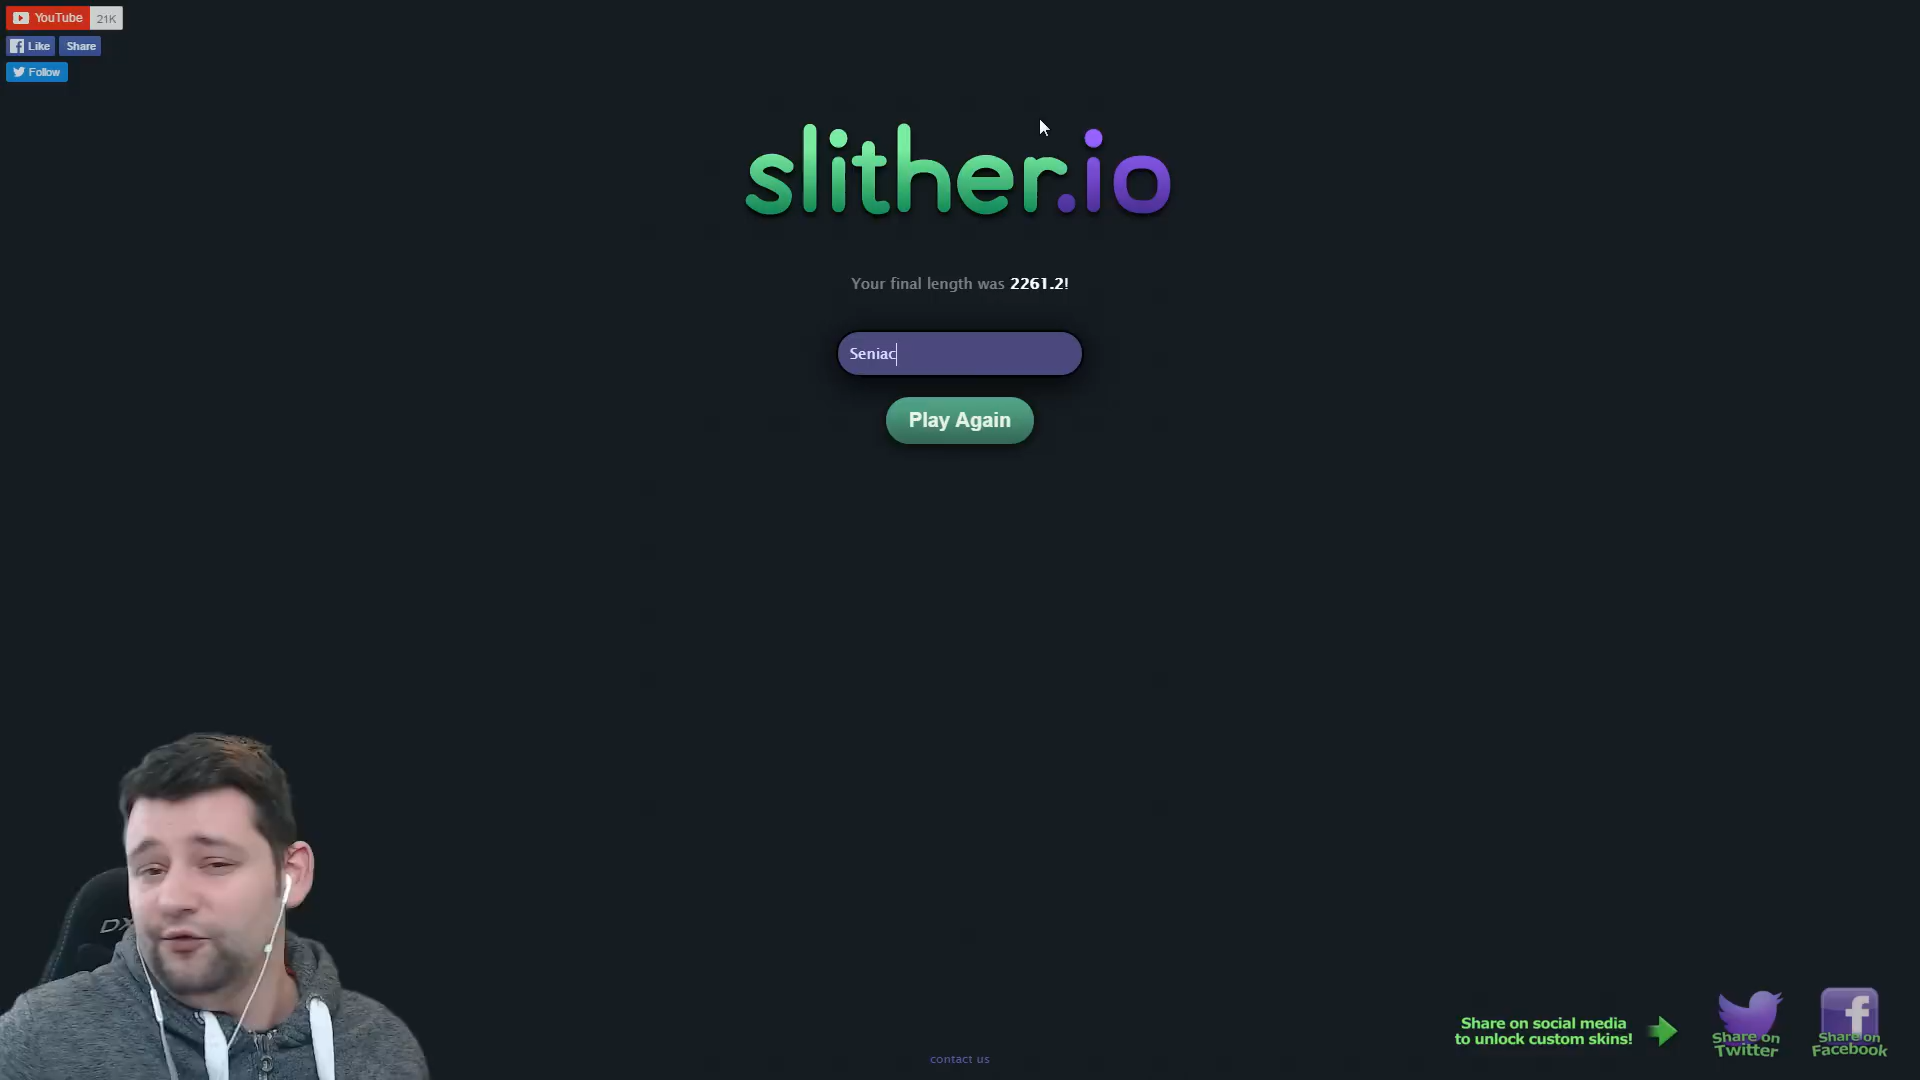 YouTube 21K
Like Share
Follow
slither.io
Your final length was 2261.2!
Seniac
Play Again
DX
Share on social media
to unlock custom skins!
Share on
Twitter
Share on
Facebook
contact us